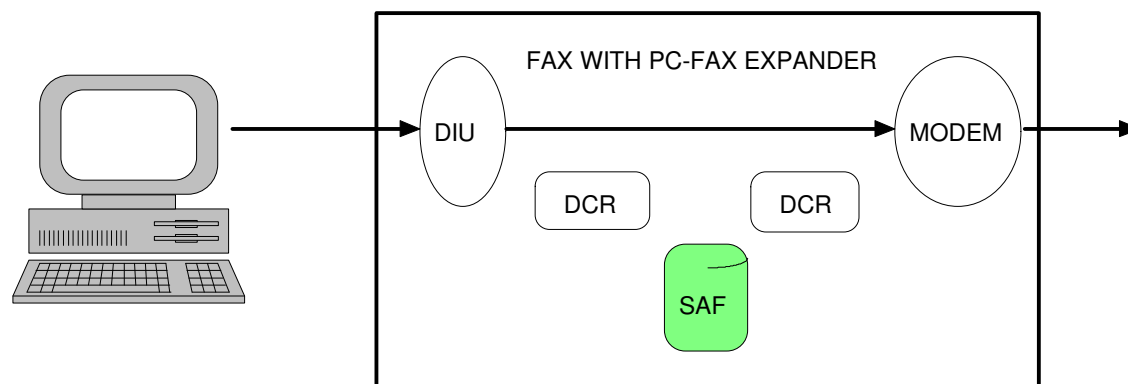 FAX WITH PC-FAX EXPANDER
DIU
MODEM
DCR
DCR
SAF